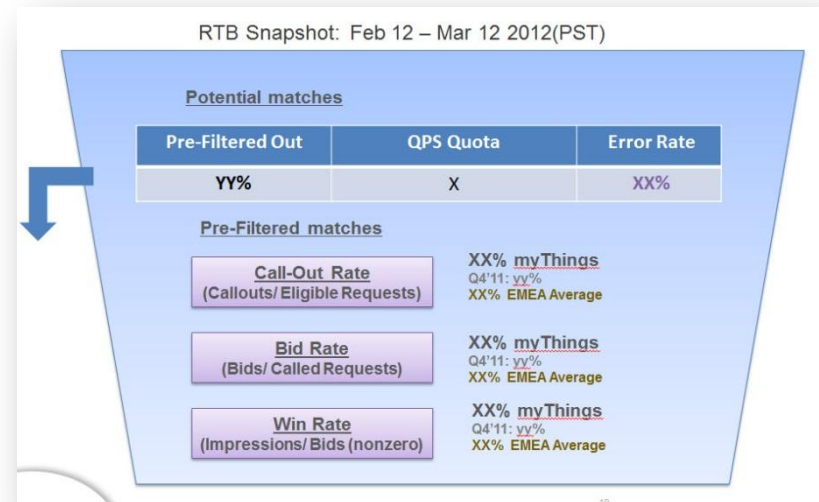 RTB Snapshot: Feb 12 – Mar 12 2012(PST)
Potential matches
Pre-Filtered Out QPS Quota Error Rate
YY% X XX%
Pre-Filtered matches
Call-Out Rate
(Callouts/ Eligible Requests)
XX% myThings
Q4'11: yy%
XX% EMEA Average
Bid Rate
(Bids/ Called Requests)
XX% myThings
Q4'11: yy%
XX% EMEA Average
Win Rate
(Impressions/ Bids (nonzero)
XX% myThings
Q4'11: yy%
XX% EMEA Average